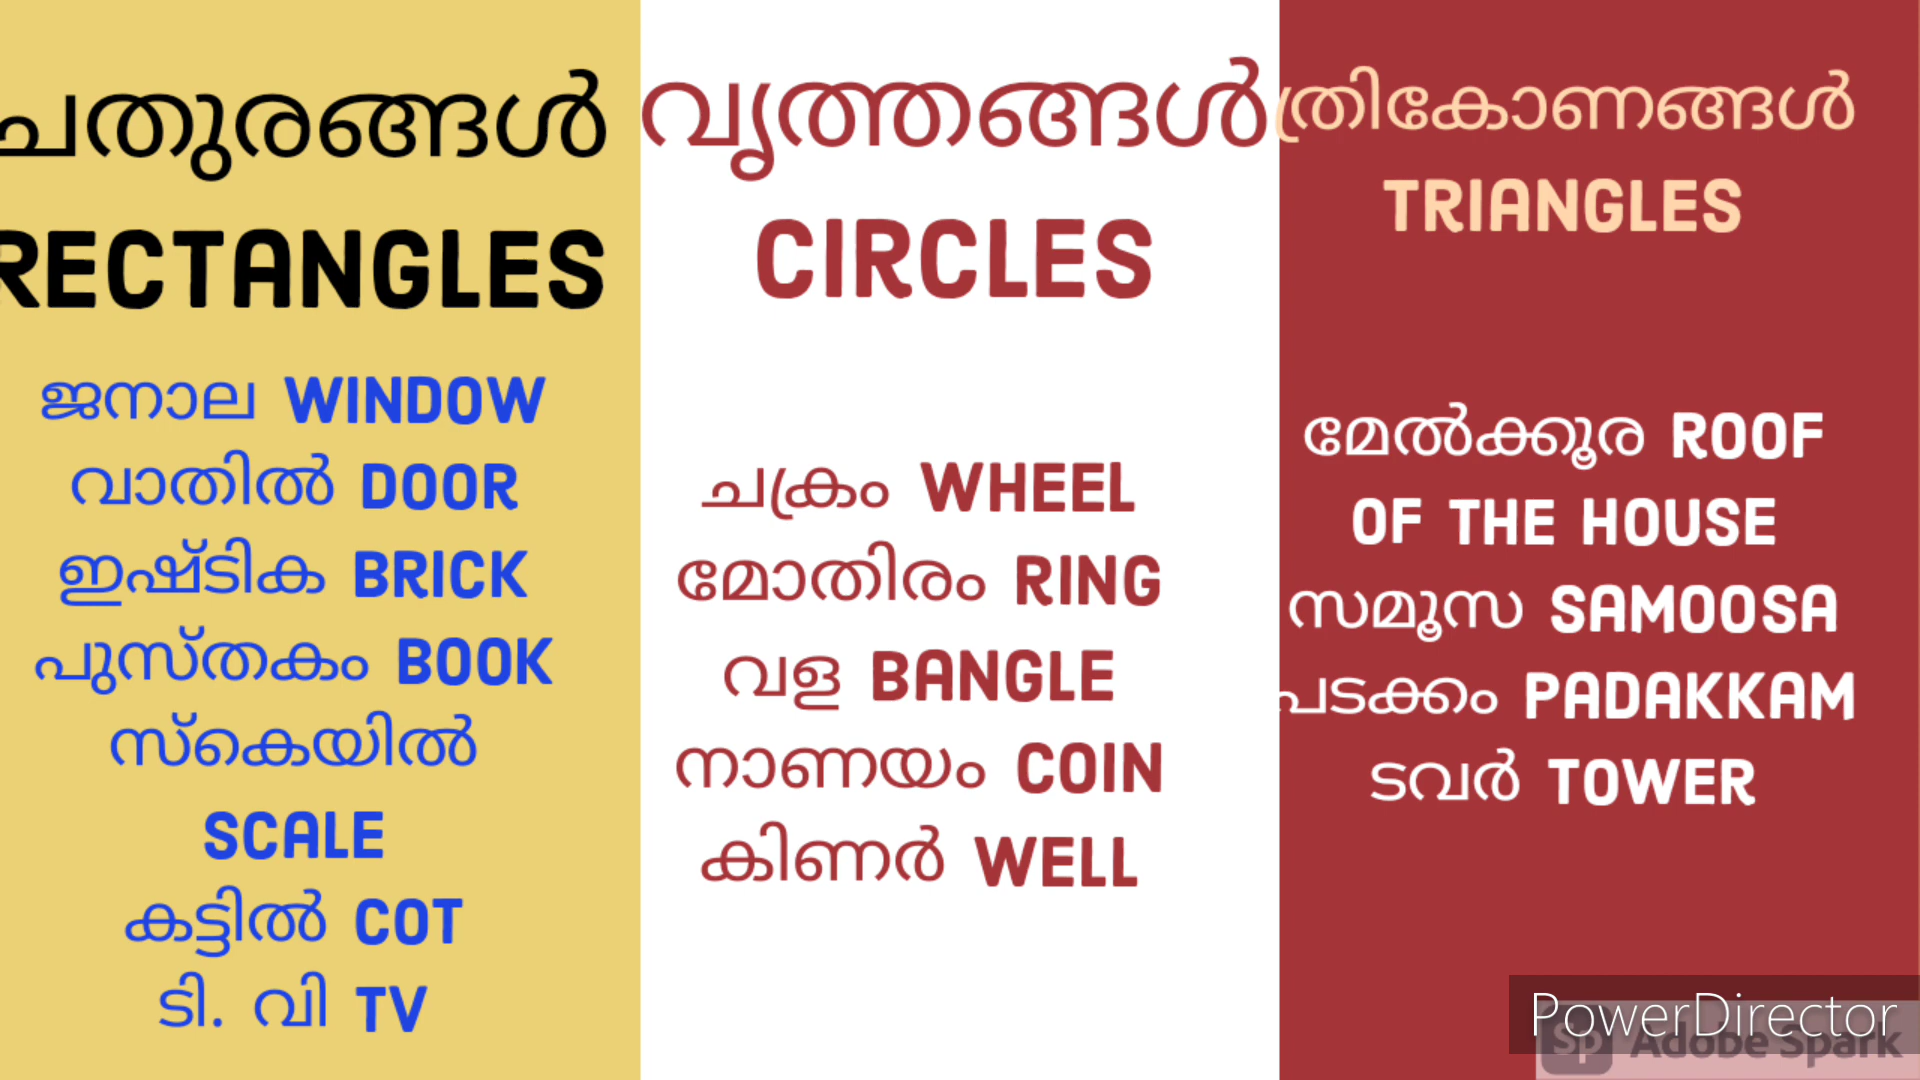 ചതുരങ്ങൾ
RECTANGLES
ജനാല WINDOW
വാതിൽ DOOR
ഇഷ്ടിക BRICK
പുസ്തകം BOOK
സ്കെയിൽ
SCALE
കട്ടിൽ COT
ടി. വി TV
വൃത്തങ്ങൾ
CIRCLES
ചക്രം WHEEL
മോതിരം RING
വള BANGLE
നാണയം COIN
കിണർ WELL
ത്രികോണങ്ങൾ
TRIANGLES
മേൽക്കൂര ROOF
OF THE HOUSE
സമൂസ SAMOOSA
പടക്കം PADAKKAM
ടവർ TOWER
PowerDirector
Sp Adobe Spark